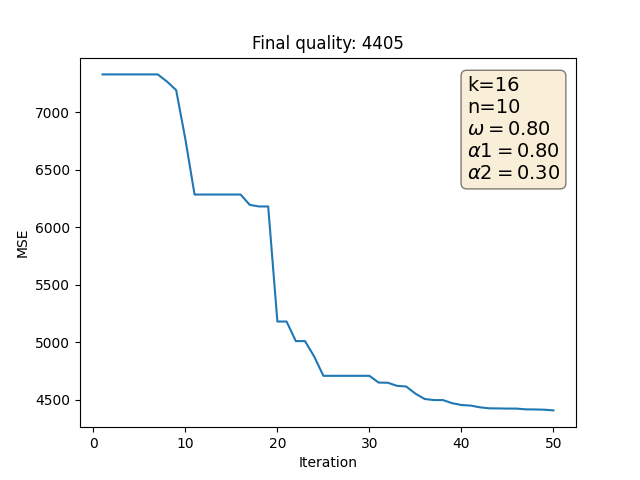 Final quality: 4405
k=16
n=10
ω = 0.80
α1 = 0.80
α2 = 0.30
7000
6500
6000
5500
5000
4500
MSE
0 10 20 30 40 50
Iteration